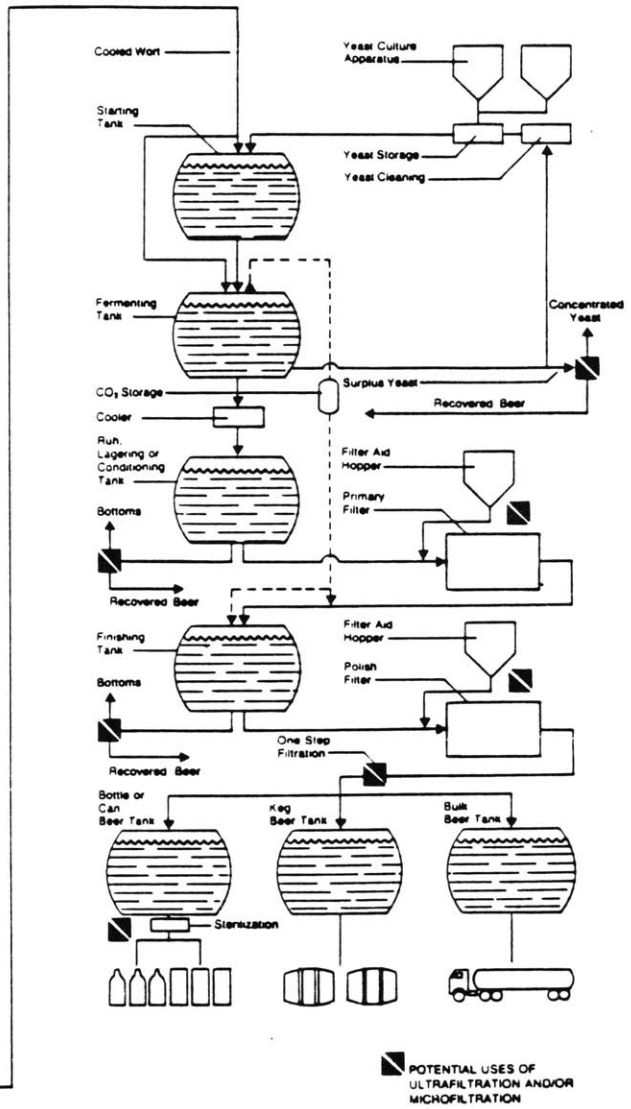 Cooled Wort
Yeast Culture
Apparatus
Starting
Tank
Yeast Storage
Yeast Cleaning
Fermenting
Tank
Concentrated
Yeast
CO₂ Storage
Surplus Yeast
Recovered Beer
Cooler
Ruh,
Lagering or
Conditioning
Tank
Filter Aid
Hopper
Primary
Filter
Bottoms
Recovered Beer
Finishing
Tank
Filter Aid
Hopper
Polish
Filter
Bottoms
Recovered Beer
One Step
Filtration
Bottle or
Can
Beer Tank
Keg
Beer Tank
Bulk
Beer Tank
Sterilization
POTENTIAL USES OF
ULTRAFILTRATION AND/OR
MICROFILTRATION